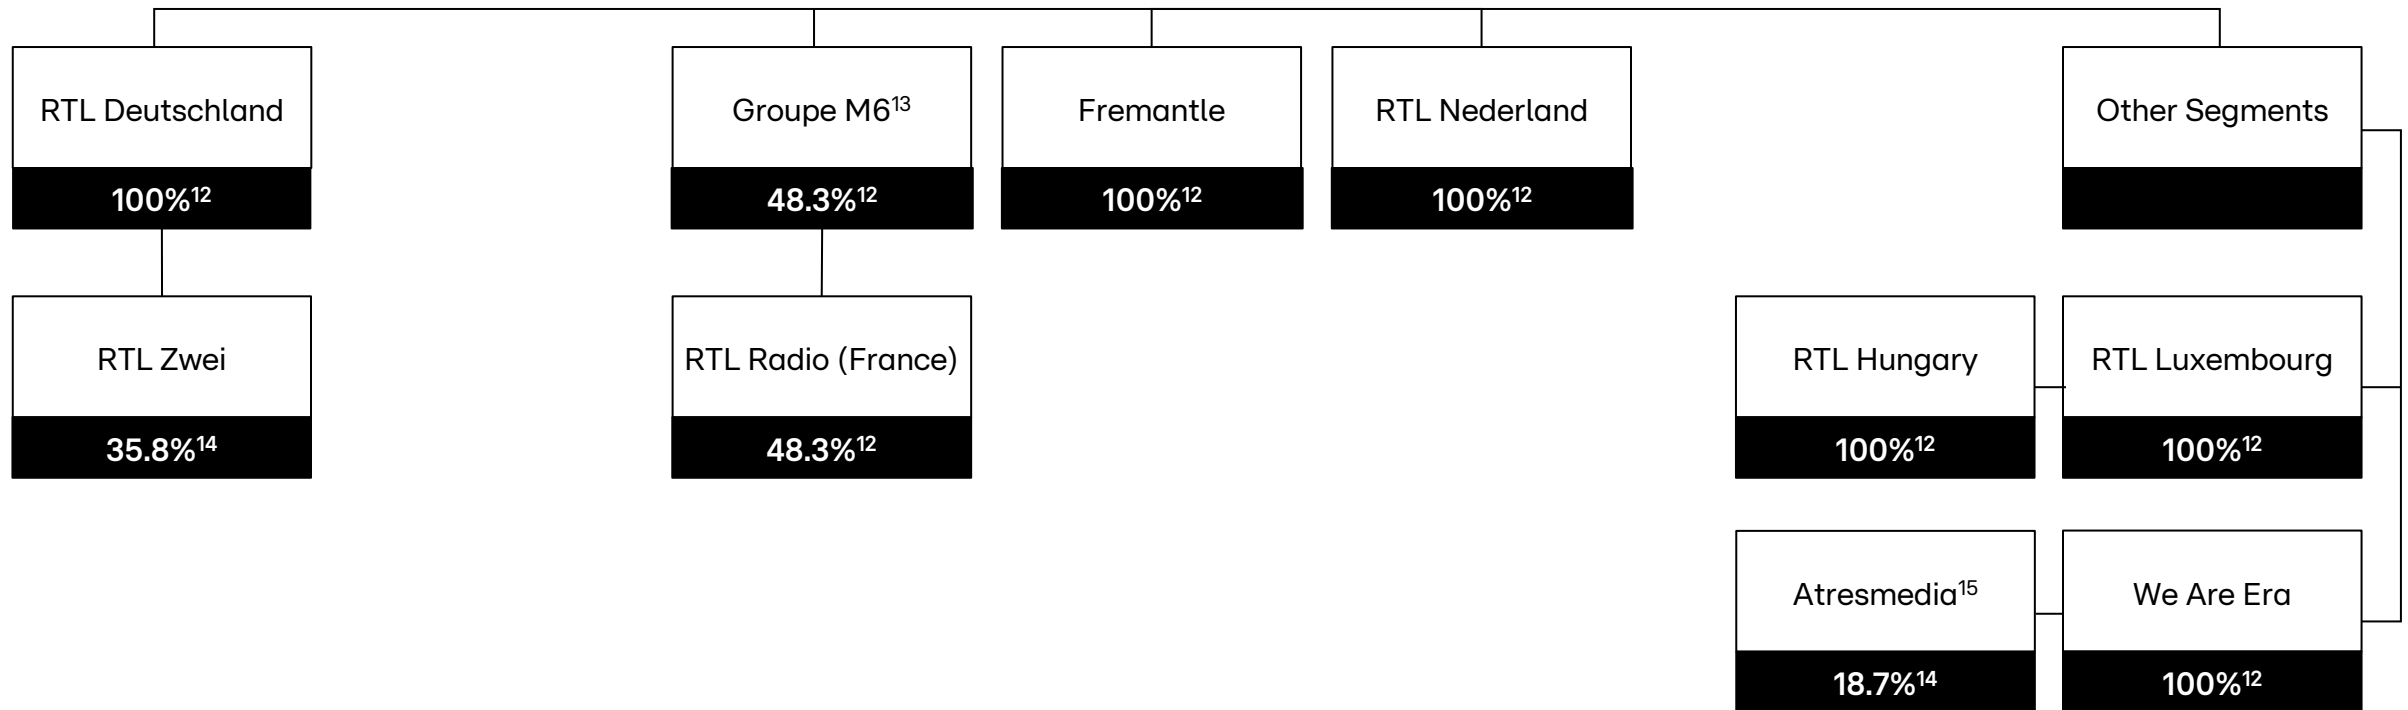 RTL Deutschland
100%¹²
Groupe M6¹³
48.3%¹²
Fremantle
100%¹²
RTL Nederland
100%¹²
Other Segments
RTL Zwei
35.8%¹⁴
RTL Radio (France)
48.3%¹²
RTL Hungary
100%¹²
RTL Luxembourg
100%¹²
Atresmedia¹⁵
18.7%¹⁴
We Are Era
100%¹²